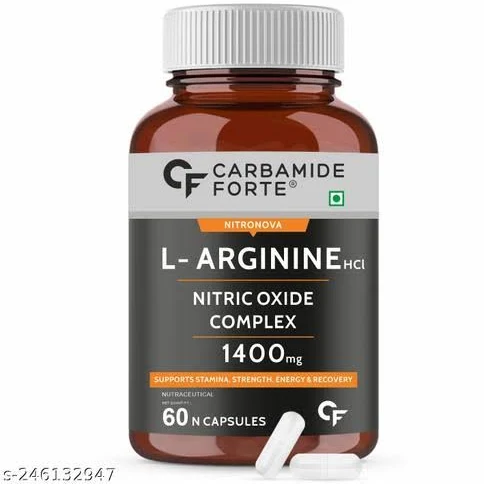 CF CARBAMIDE
FORTE®
NITRONOVA
L- ARGININE HCl
NITRIC OXIDE
COMPLEX
1400mg
SUPPORTS STAMINA, STRENGTH, ENERGY & RECOVERY
NUTRACEUTICAL
60 N CAPSULES
CF
s-246132947